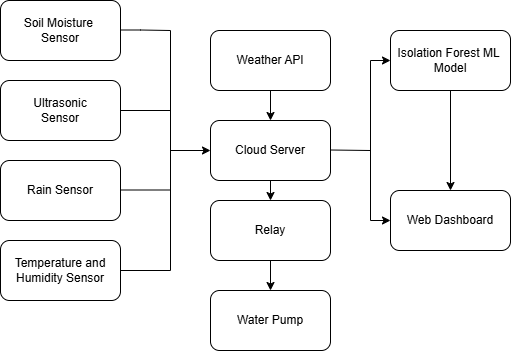 Soil Moisture
Sensor
Ultrasonic
Sensor
Rain Sensor
Temperature and
Humidity Sensor
Weather API
Cloud Server
Relay
Water Pump
Isolation Forest ML
Model
Web Dashboard